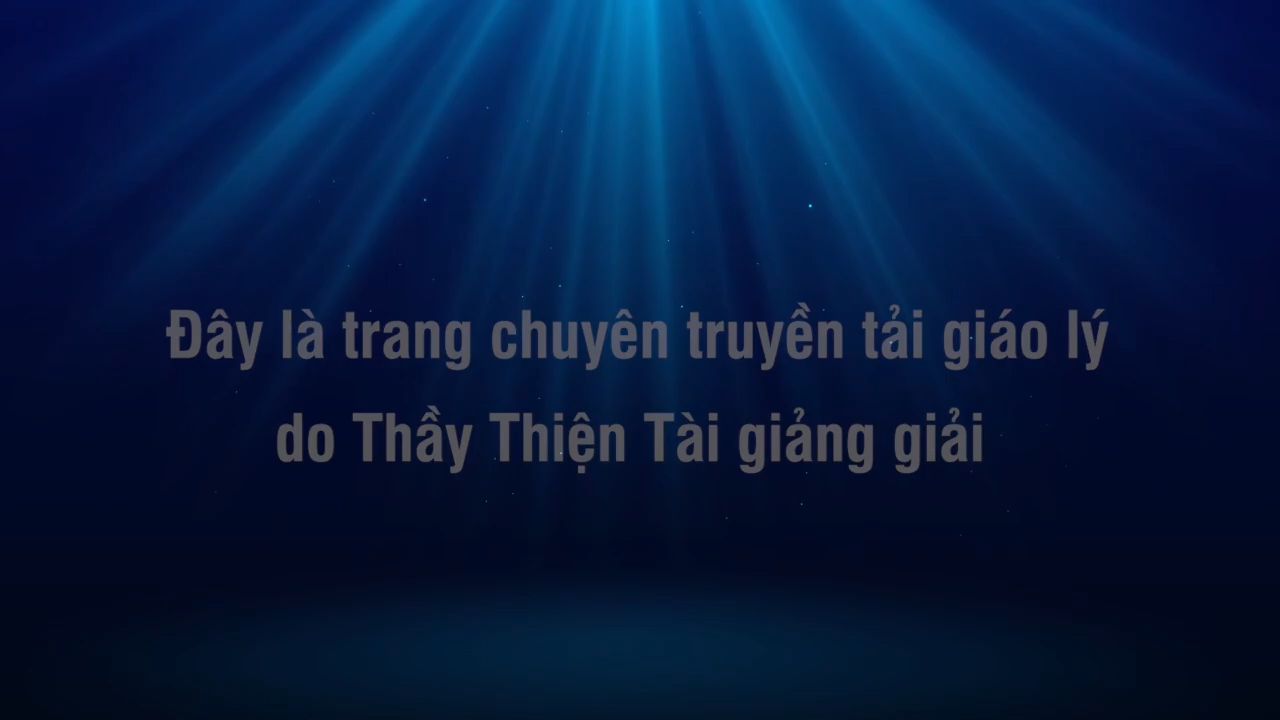 Đây là trang chuyên truyền tải giáo lý
do Thầy Thiện Tài giảng giải